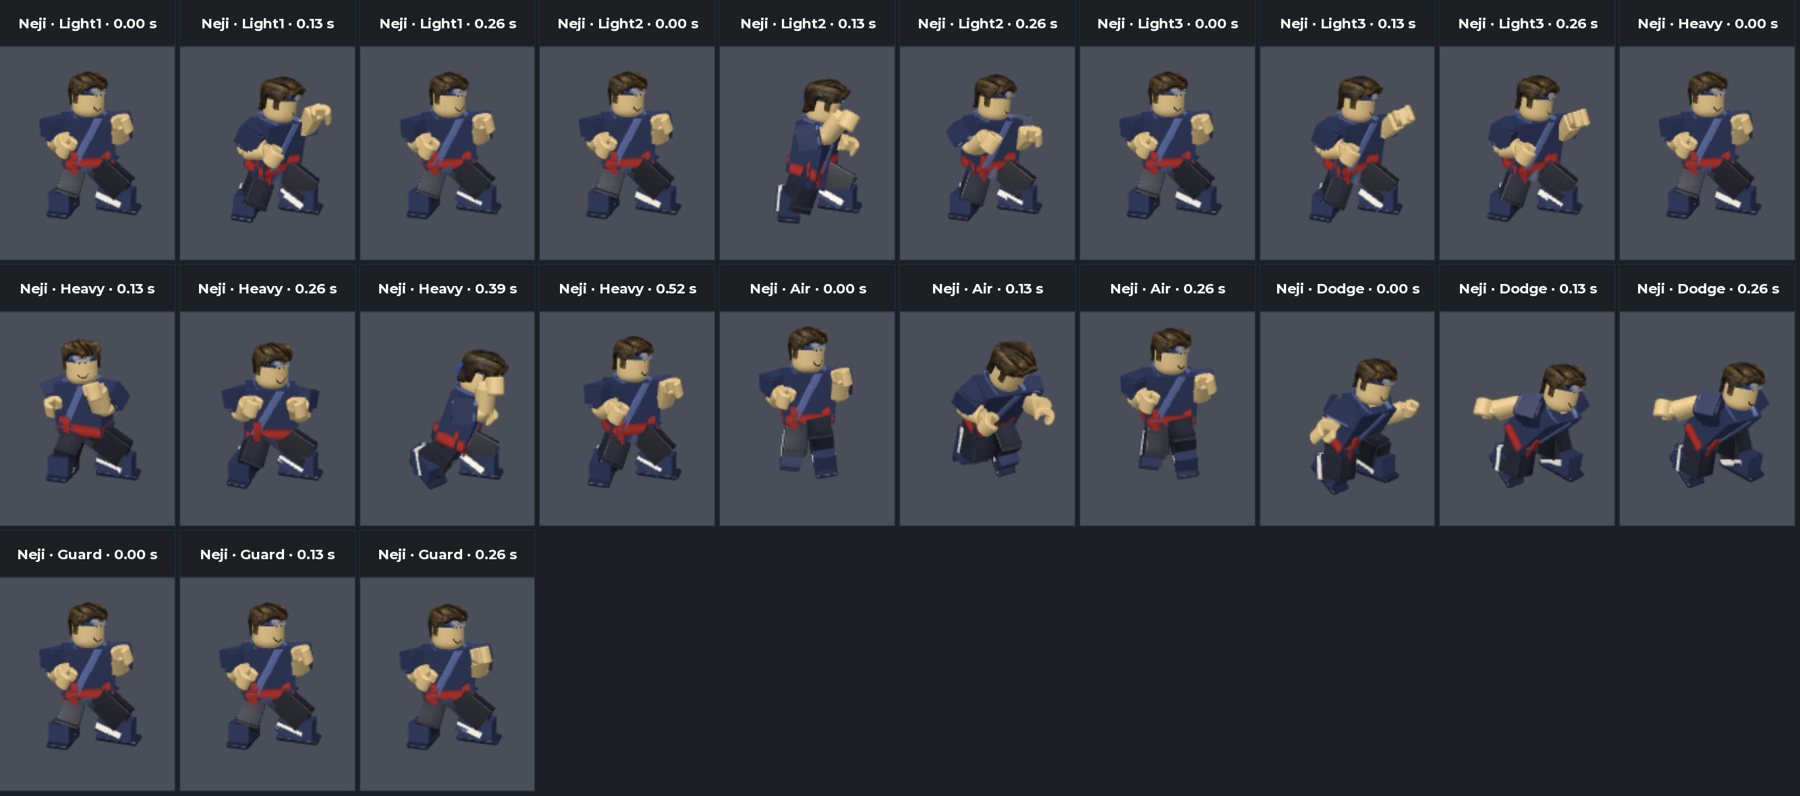 Neji · Light1 · 0.00 s
Neji · Light1 · 0.13 s
Neji · Light1 · 0.26 s
Neji · Light2 · 0.00 s
Neji · Light2 · 0.13 s
Neji · Light2 · 0.26 s
Neji · Light3 · 0.00 s
Neji · Light3 · 0.13 s
Neji · Light3 · 0.26 s
Neji · Heavy · 0.00 s
Neji · Heavy · 0.13 s
Neji · Heavy · 0.26 s
Neji · Heavy · 0.39 s
Neji · Heavy · 0.52 s
Neji · Air · 0.00 s
Neji · Air · 0.13 s
Neji · Air · 0.26 s
Neji · Dodge · 0.00 s
Neji · Dodge · 0.13 s
Neji · Dodge · 0.26 s
Neji · Guard · 0.00 s
Neji · Guard · 0.13 s
Neji · Guard · 0.26 s